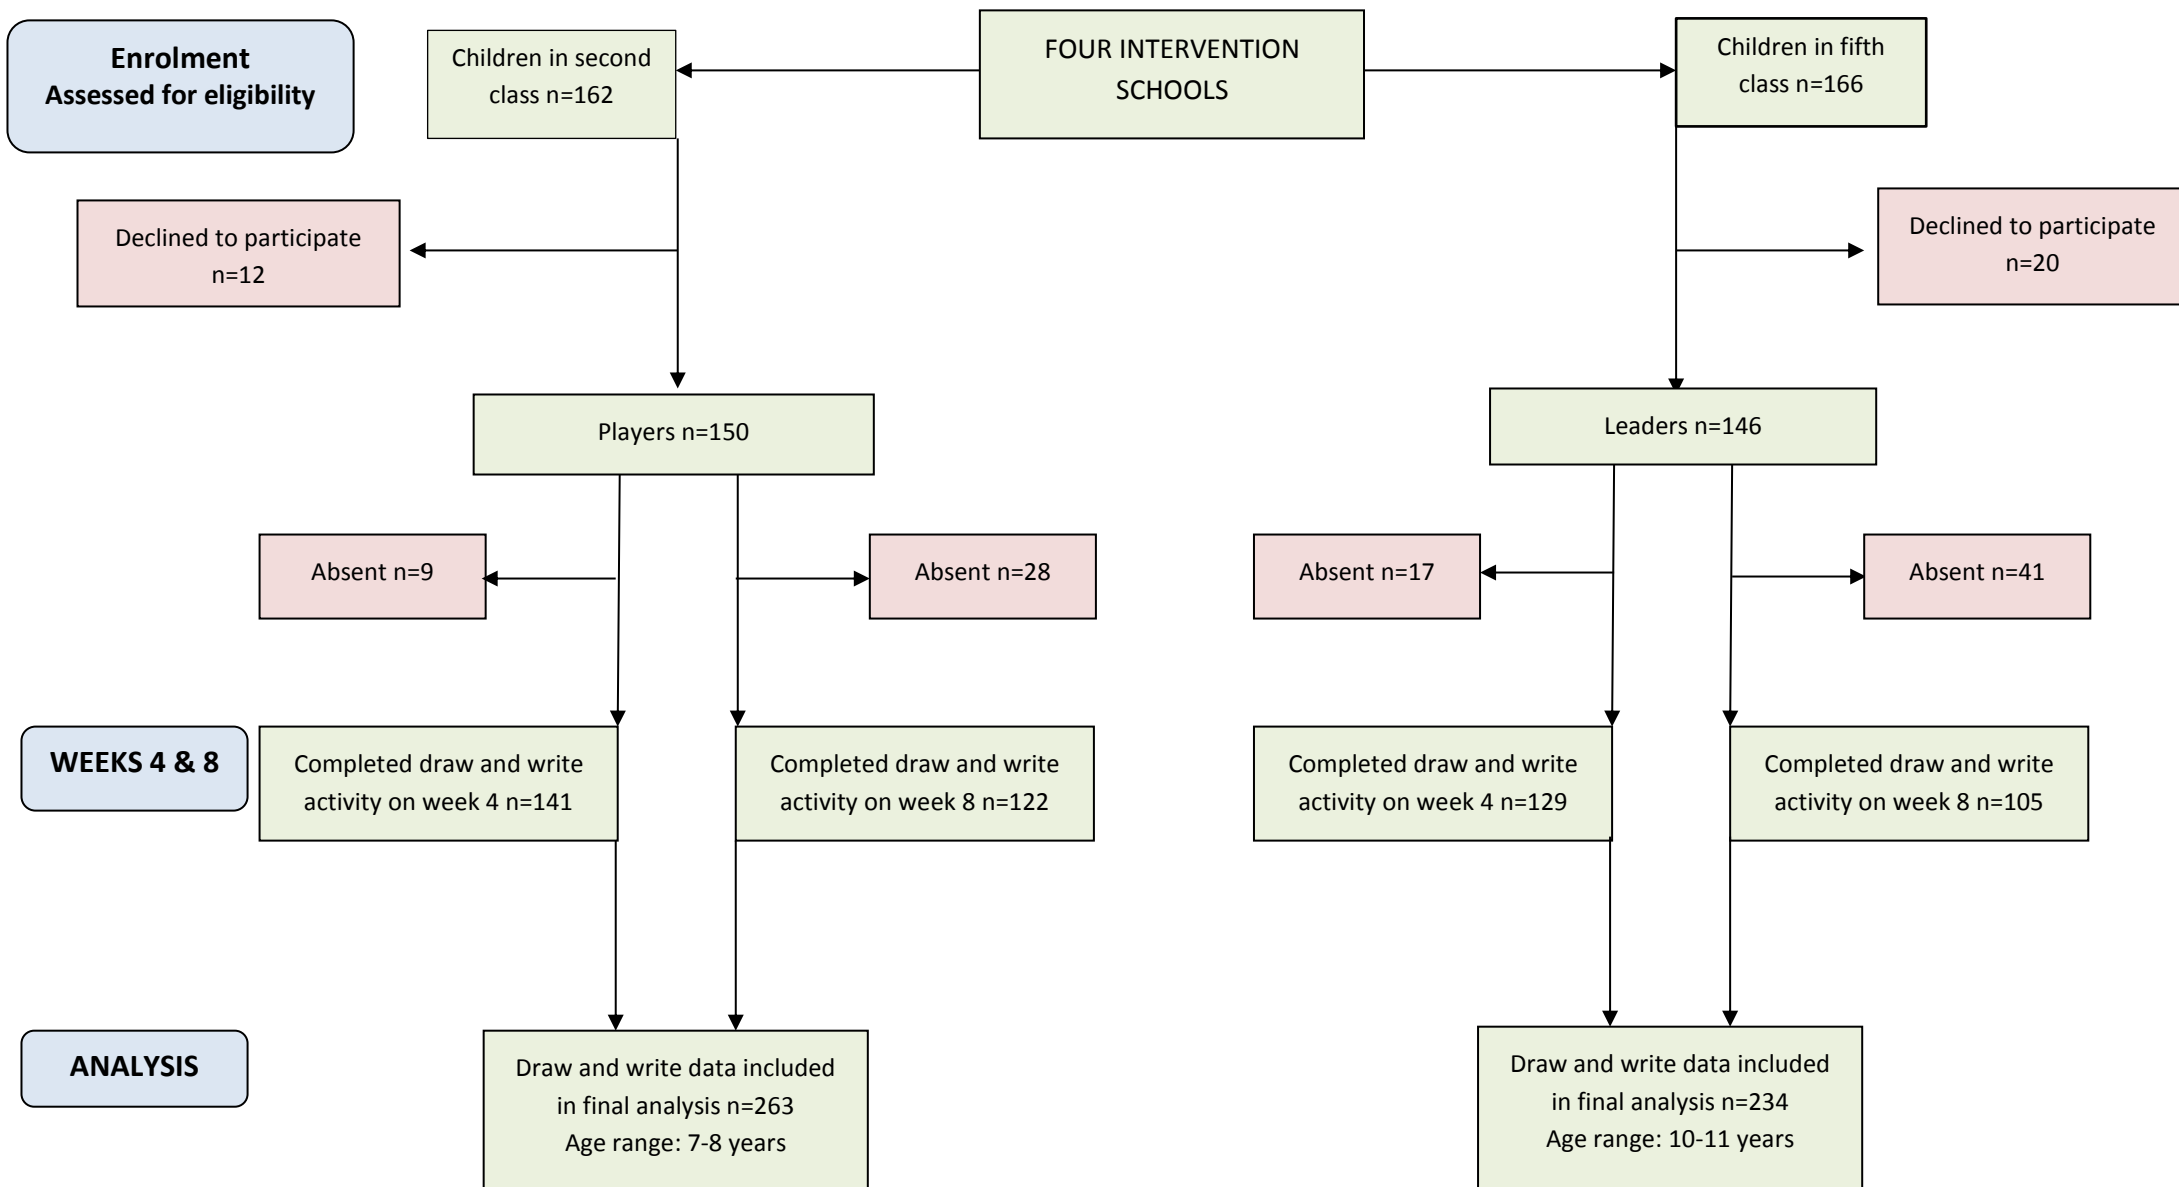 Enrolment
Assessed for eligibility
Children in second
class n=162
FOUR INTERVENTION
SCHOOLS
Children in fifth
class n=166
Declined to participate
n=12
Declined to participate
n=20
Players n=150
Leaders n=146
Absent n=9
Absent n=28
Absent n=17
Absent n=41
WEEKS 4 & 8
Completed draw and write
activity on week 4 n=141
Completed draw and write
activity on week 8 n=122
Completed draw and write
activity on week 4 n=129
Completed draw and write
activity on week 8 n=105
ANALYSIS
Draw and write data included
in final analysis n=263
Age range: 7-8 years
Draw and write data included
in final analysis n=234
Age range: 10-11 years